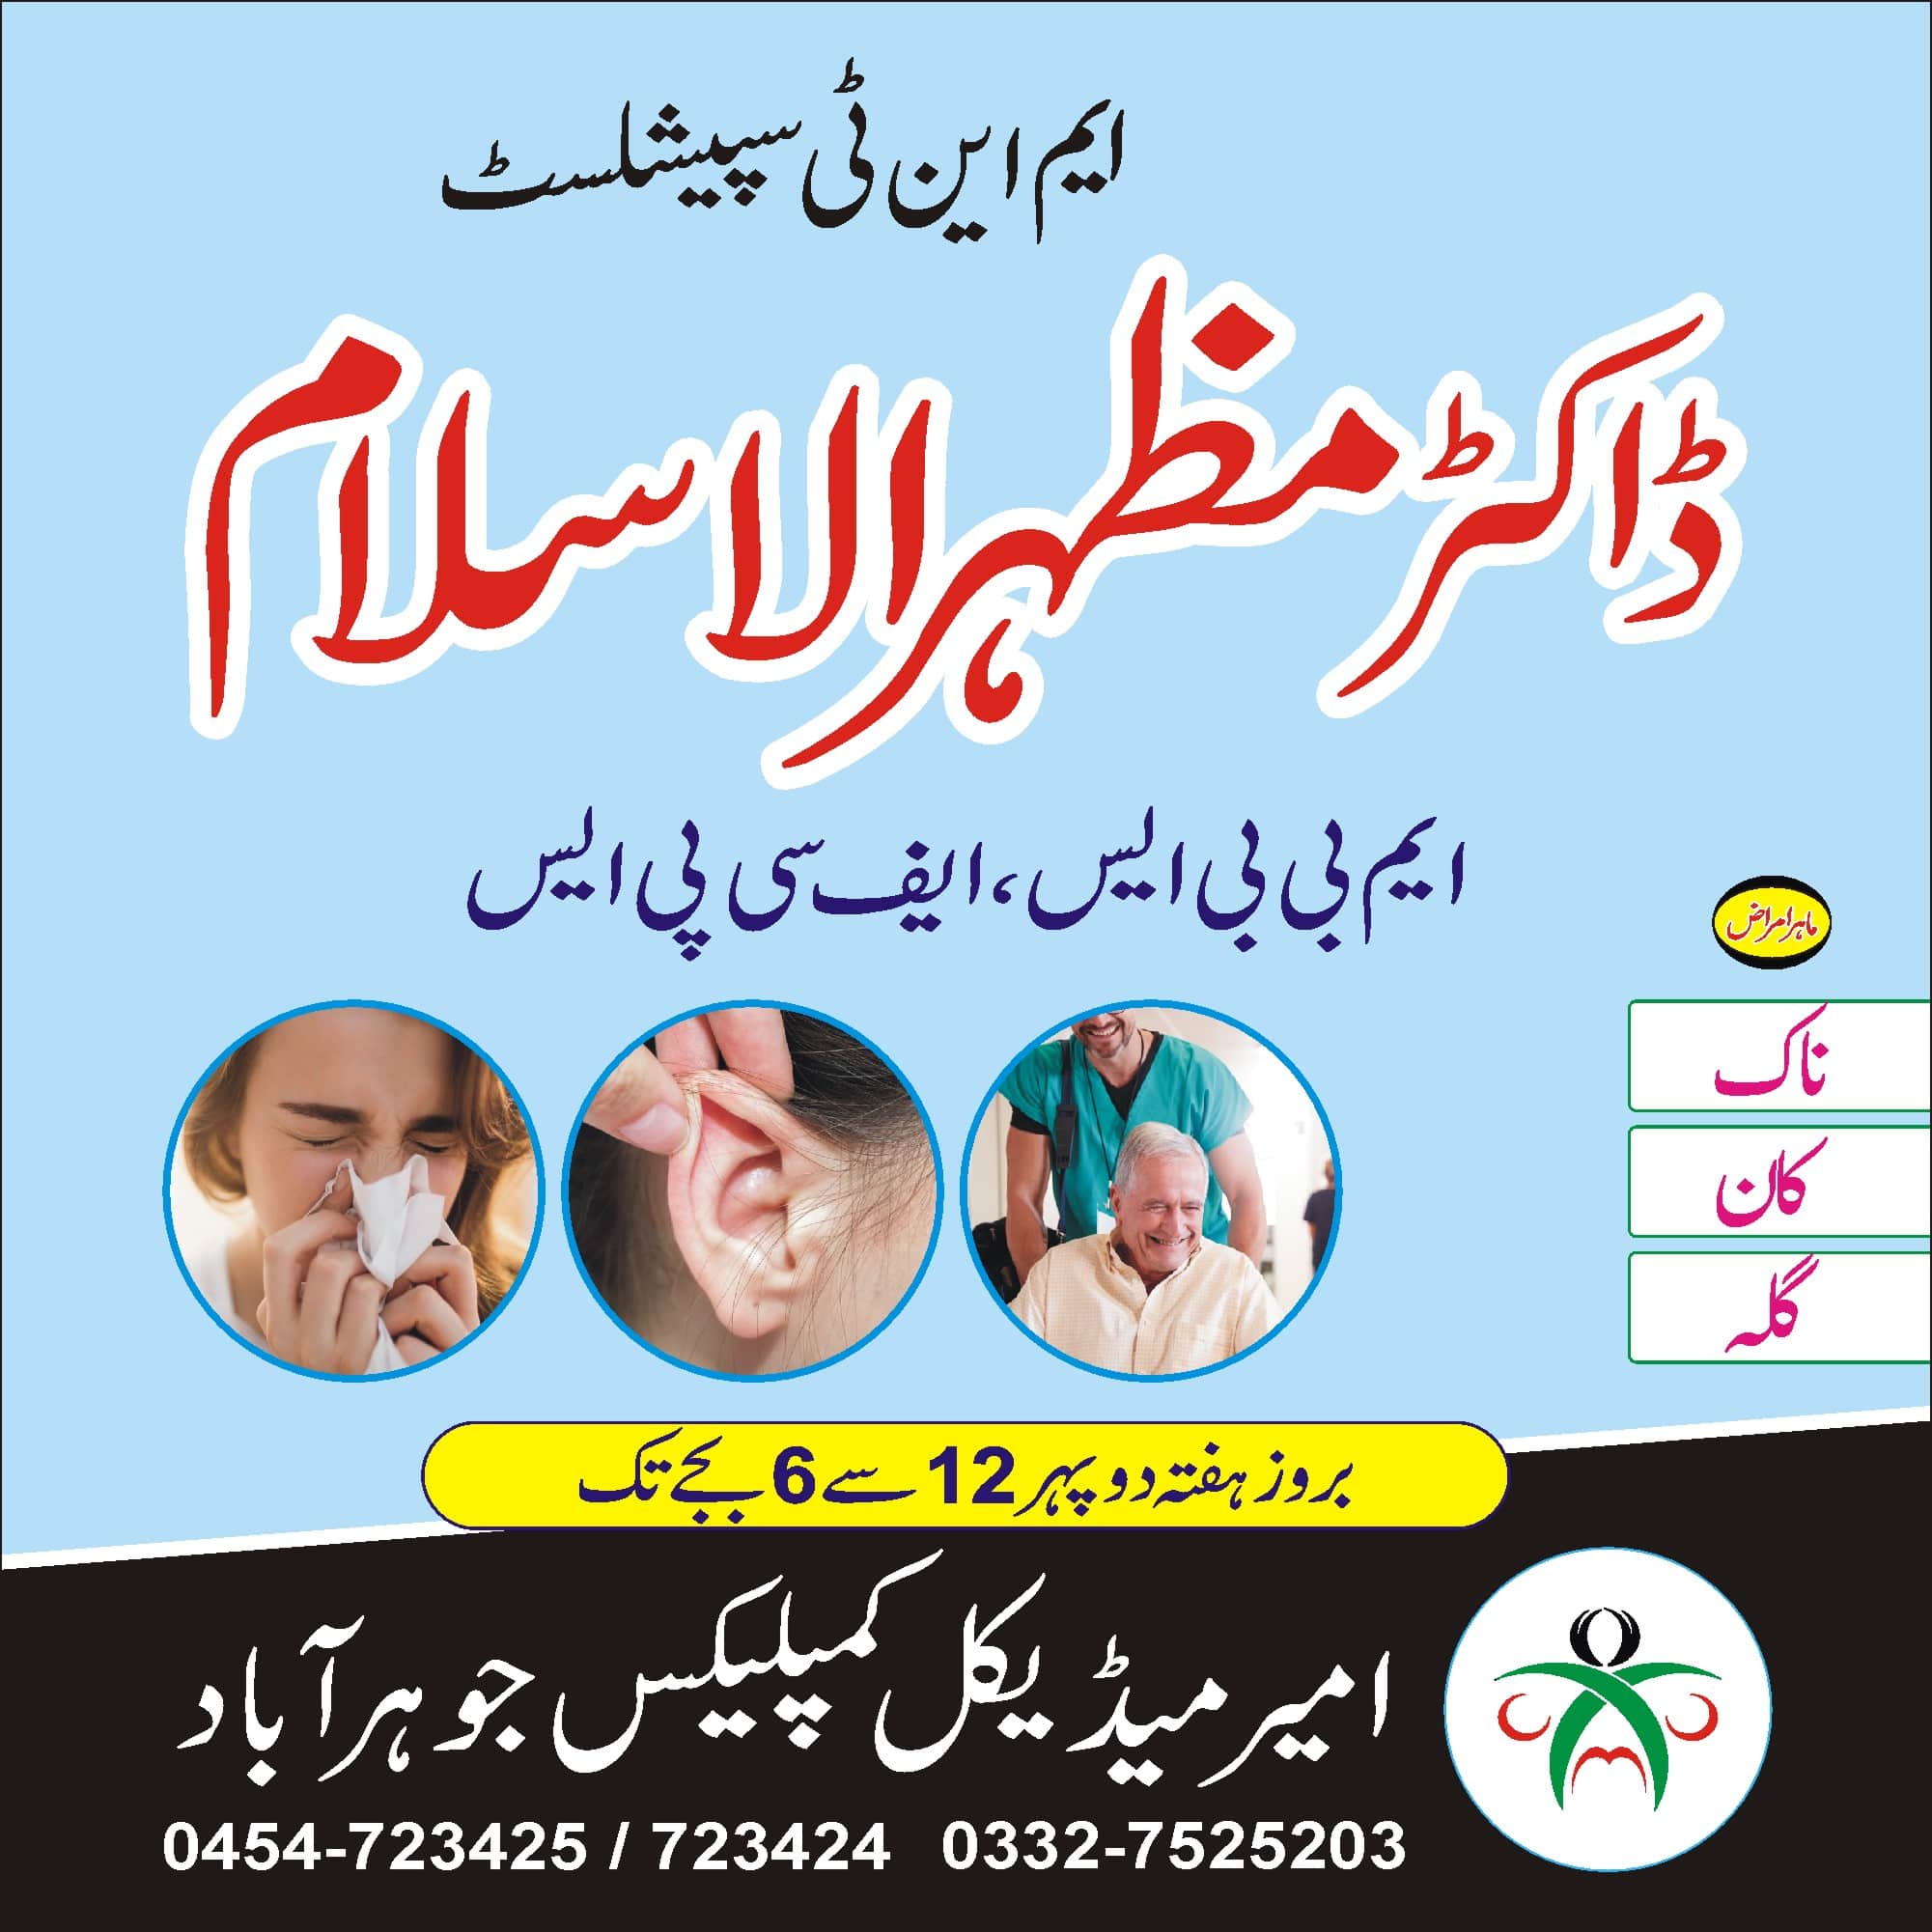 ایم این ٹی سپیشلسٹ
ڈاکٹر مظہر الاسلام
ایم بی بی ایس، ایف سی پی ایس
ماہر امراض
ناک
کان
گلہ
بروز ہفتہ دوپہر 12 سے 6 بجے تک
امیر میڈیکل کمپلیکس جوہر آباد
0454-723425 / 723424 0332-7525203